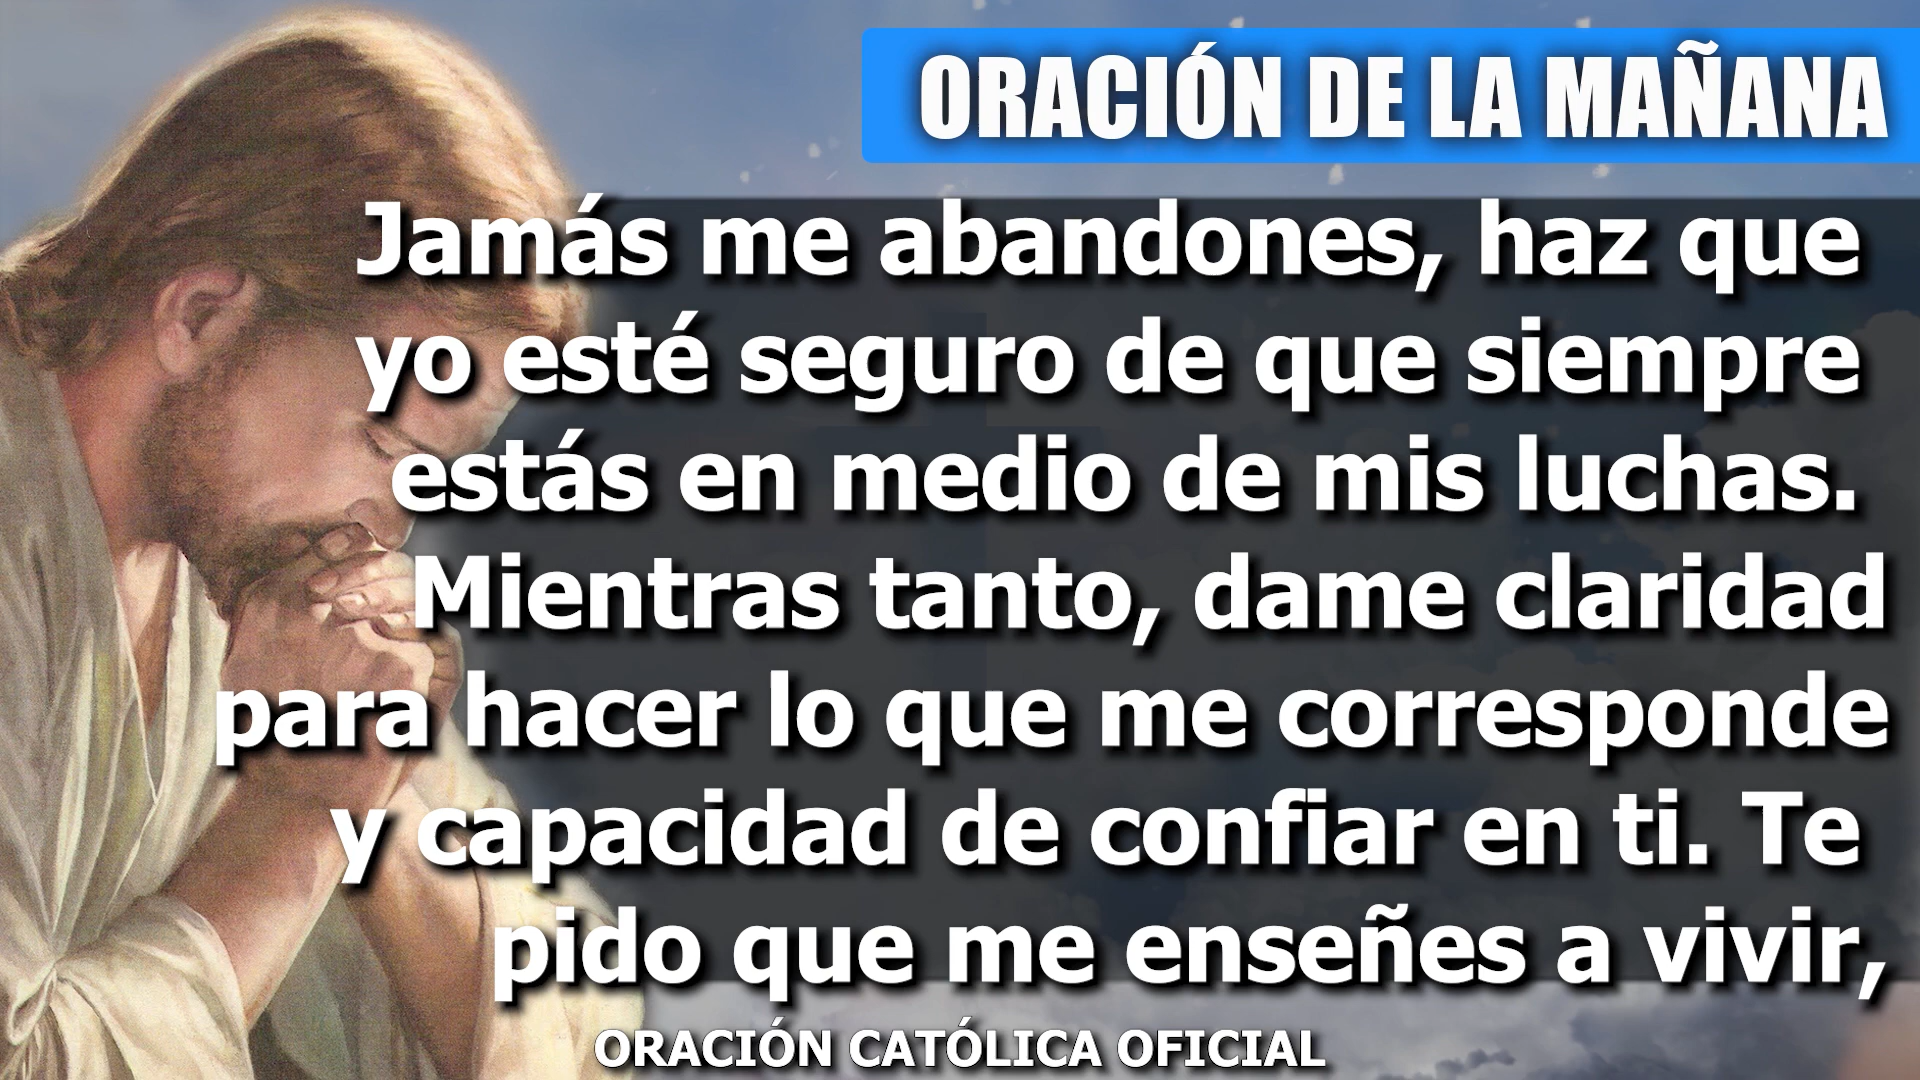 ORACIÓN DE LA MAÑANA
Jamás me abandones, haz que
yo esté seguro de que siempre
estás en medio de mis luchas.
Mientras tanto, dame claridad
para hacer lo que me corresponde
y capacidad de confiar en ti. Te
pido que me enseñes a vivir,
ORACIÓN CATÓLICA OFICIAL